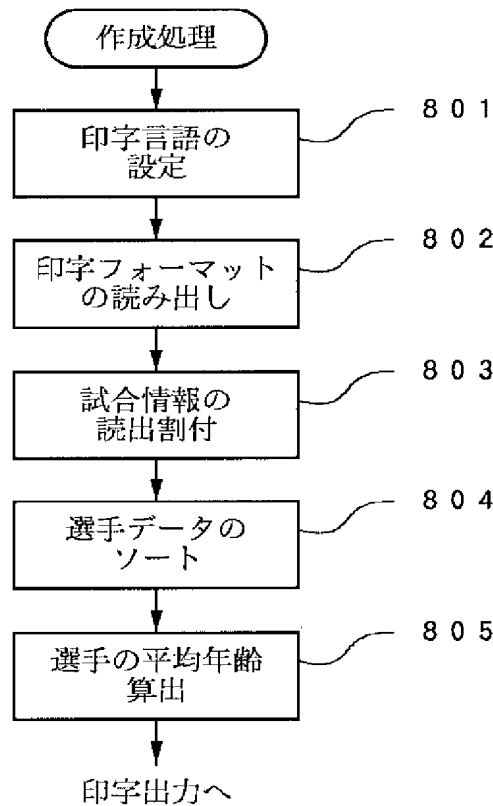 作成処理
801
印字言語の
設定
802
印字フォーマット
の読み出し
803
試合情報の
読出割付
804
選手データの
ソート
805
選手の平均年齢
算出
印字出力へ